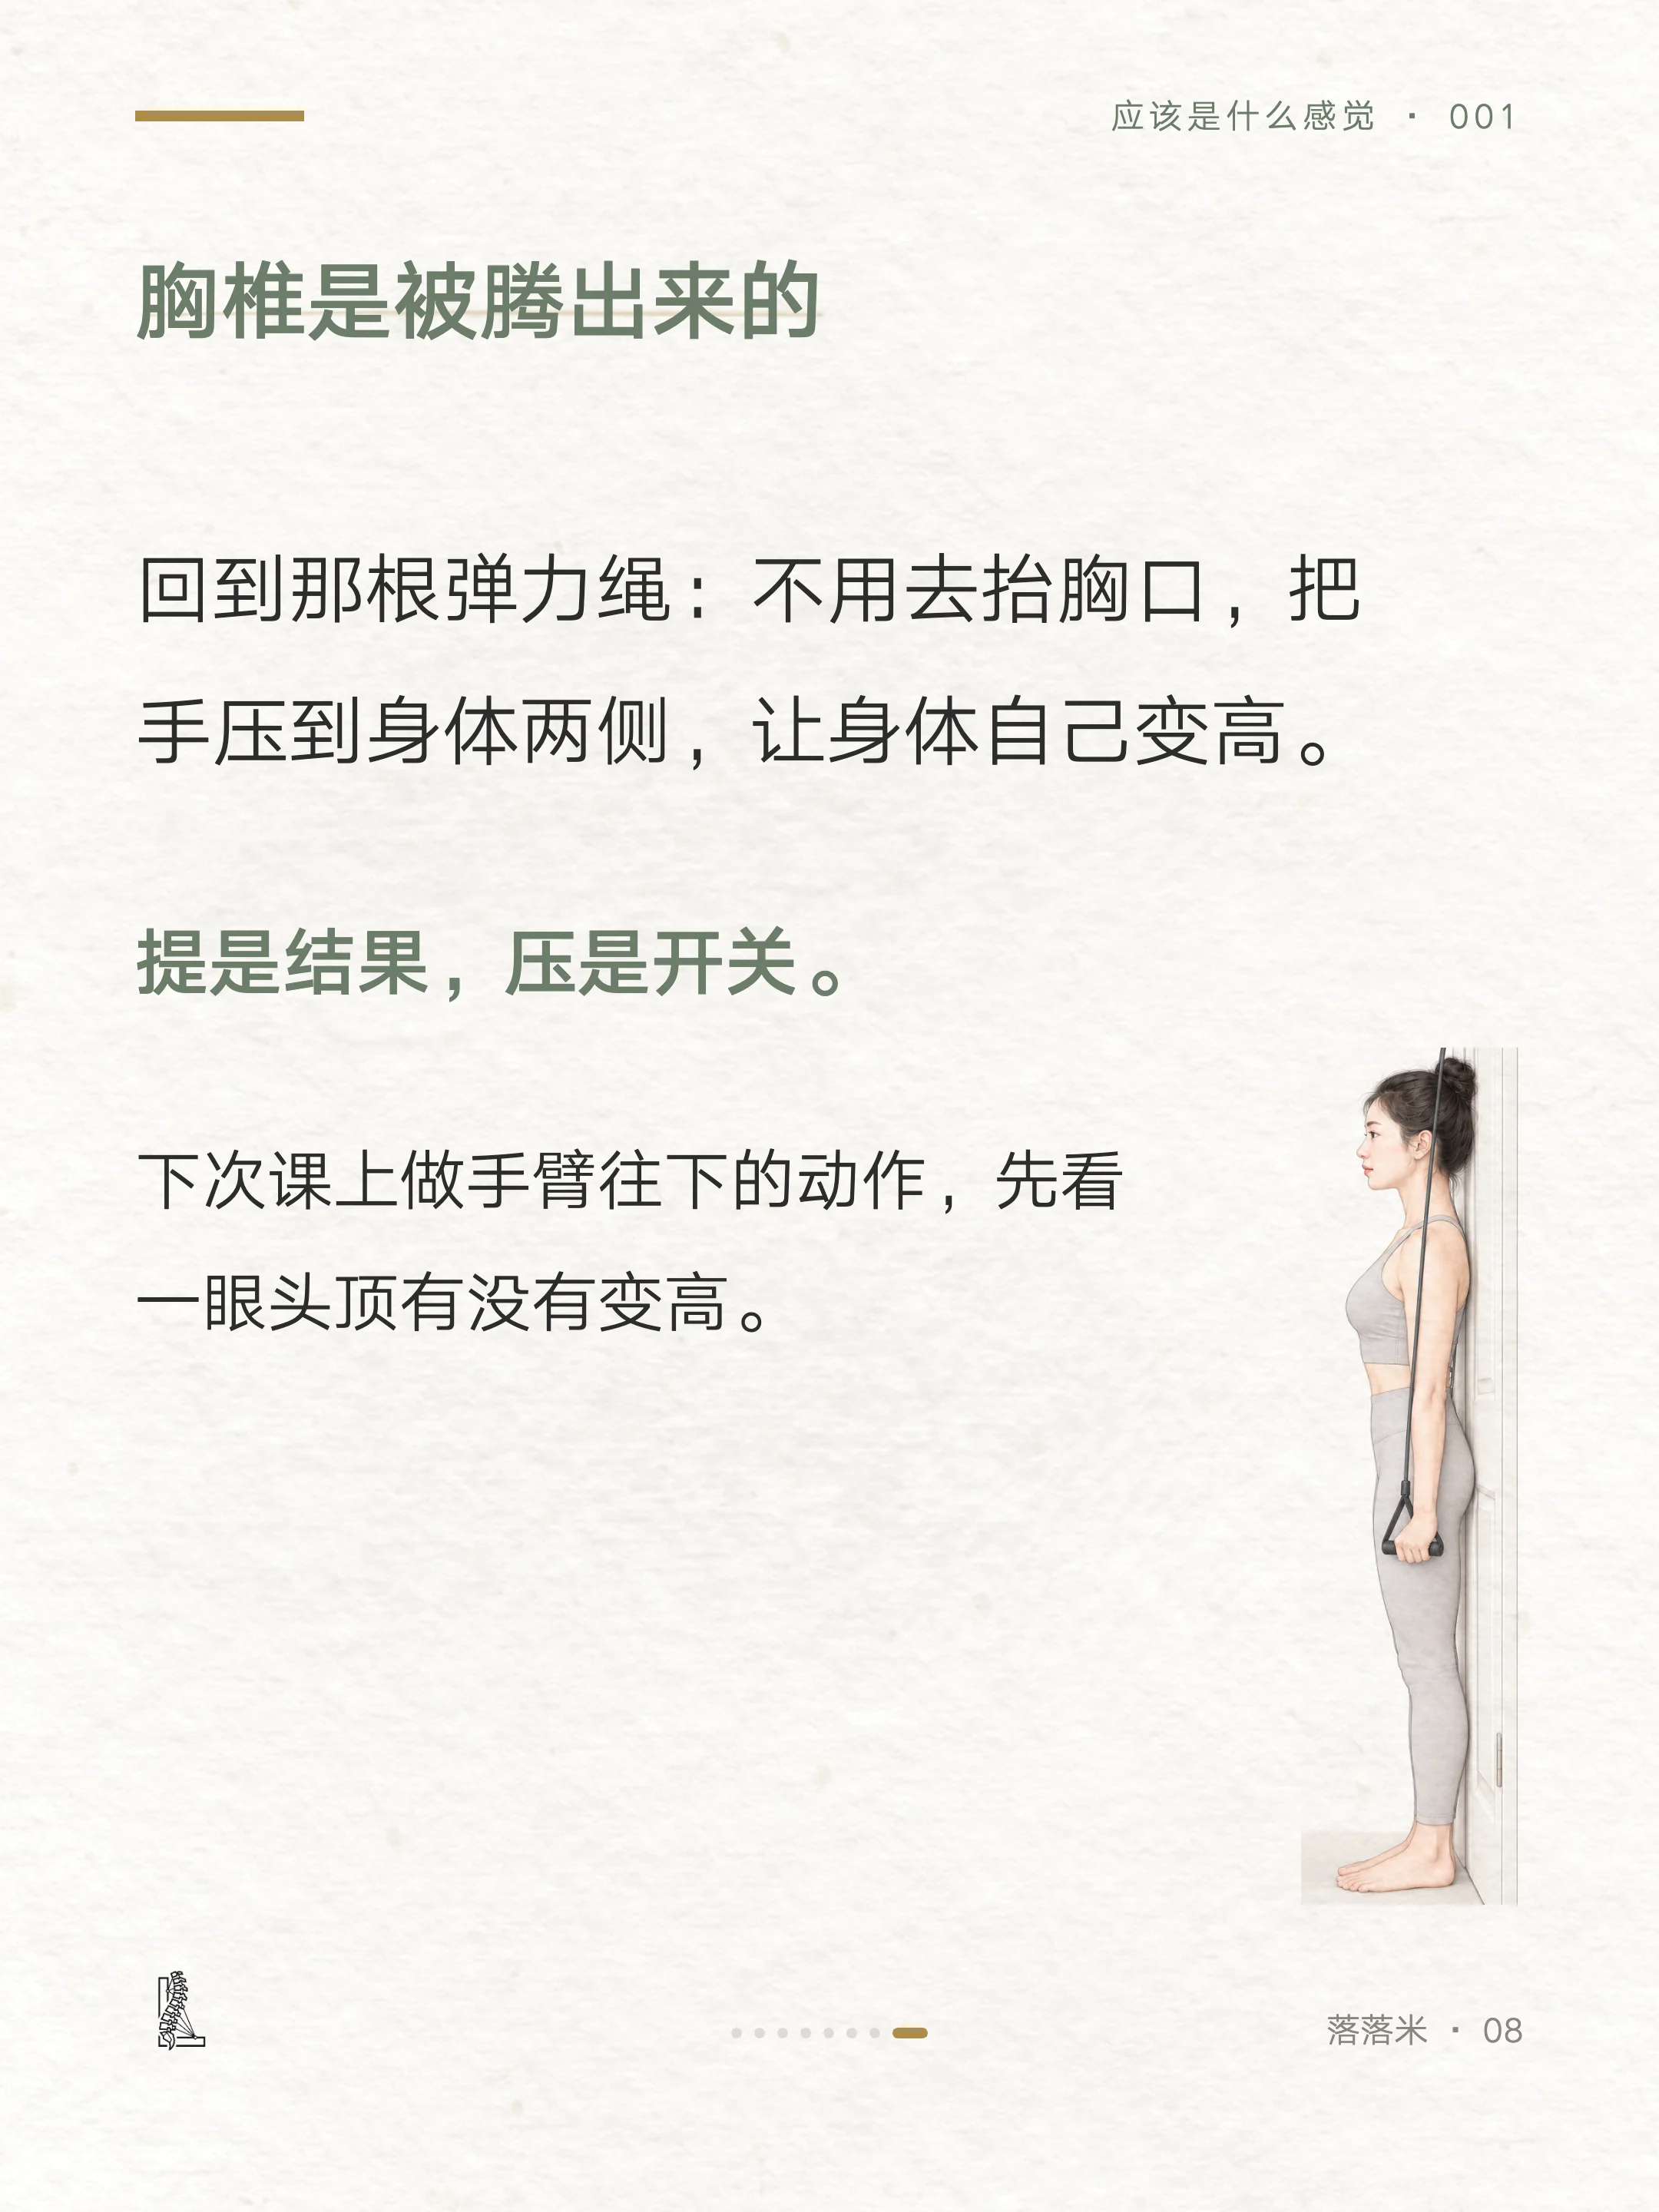 应该是什么感觉 · 001
胸椎是被腾出来的
回到那根弹力绳：不用去抬胸口，把
手压到身体两侧，让身体自己变高。
提是结果，压是开关。
下次课上做手臂往下的动作，先看
一眼头顶有没有变高。
落落米 · 08